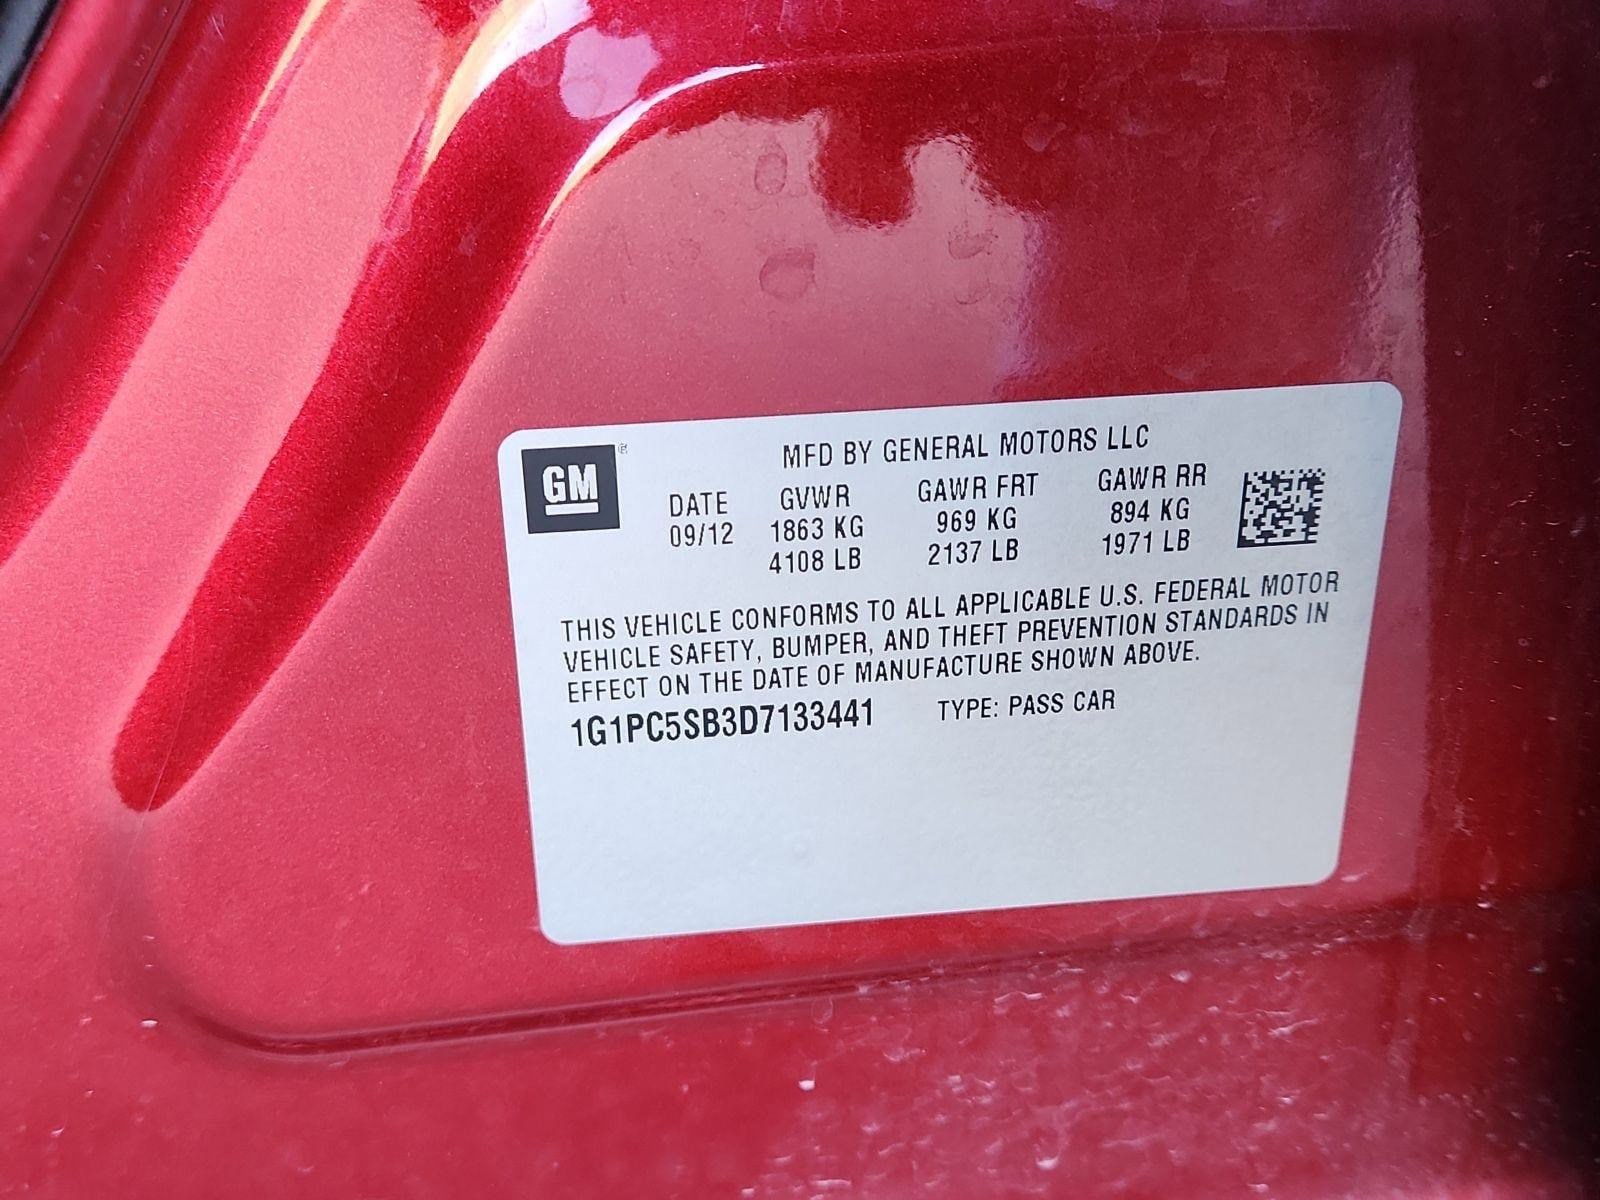 GM
MFD BY GENERAL MOTORS LLC
DATE GVWR GAWR FRT GAWR RR
09/12 1863 KG 969 KG 894 KG
4108 LB 2137 LB 1971 LB
THIS VEHICLE CONFORMS TO ALL APPLICABLE U.S. FEDERAL MOTOR
VEHICLE SAFETY, BUMPER, AND THEFT PREVENTION STANDARDS IN
EFFECT ON THE DATE OF MANUFACTURE SHOWN ABOVE.
1G1PC5SB3D7133441 TYPE: PASS CAR